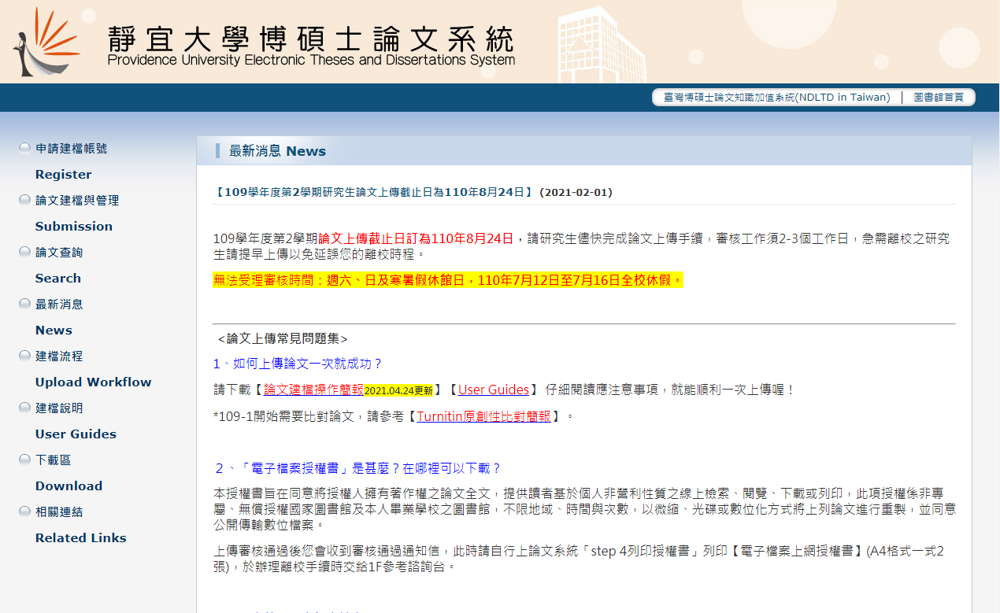 靜宜大學博碩士論文系統
Providence University Electronic Theses and Dissertations System
臺灣博碩士論文知識加值系統(NDLTD in Taiwan) | 圖書館首頁
申請建檔帳號
Register
論文建檔與管理
Submission
論文查詢
Search
最新消息
News
建檔流程
Upload Workflow
建檔說明
User Guides
下載區
Download
相關連結
Related Links
最新消息 News
【109學年度第2學期研究生論文上傳截止日為110年8月24日】 (2021-02-01)
109學年度第2學期論文上傳截止日訂為110年8月24日，請研究生儘快完成論文上傳手續，審核工作須2-3個工作日，急需離校之研究
生請提早上傳以免延誤您的離校時程。
無法受理審核時間：週六、日及寒暑假休館日，110年7月12日至7月16日全校休假。
<論文上傳常見問題集>
1、如何上傳論文一次就成功？
請下載【論文建檔操作簡報2021.04.24更新】【User Guides】 仔細閱讀應注意事項，就能順利一次上傳喔！
*109-1開始需要比對論文，請參考【Turnitin原創性比對簡報】。
２、「電子檔案授權書」是甚麼？在哪裡可以下載？
本授權書旨在同意將授權人擁有著作權之論文全文，提供讀者基於個人非營利性質之線上檢索、閱覽、下載或列印，此項授權係非專
屬、無償授權國家圖書館及本人畢業學校之圖書館，不限地域、時間與次數，以微縮、光碟或數位化方式將上列論文進行重製，並同意
公開傳輸數位檔案。
上傳審核通過後您會收到審核通過通知信，此時請自行上論文系統「step 4列印授權書」列印【電子檔案上網授權書】(A4格式一式2
張)，於辦理離校手續時交給1F參考諮詢台。